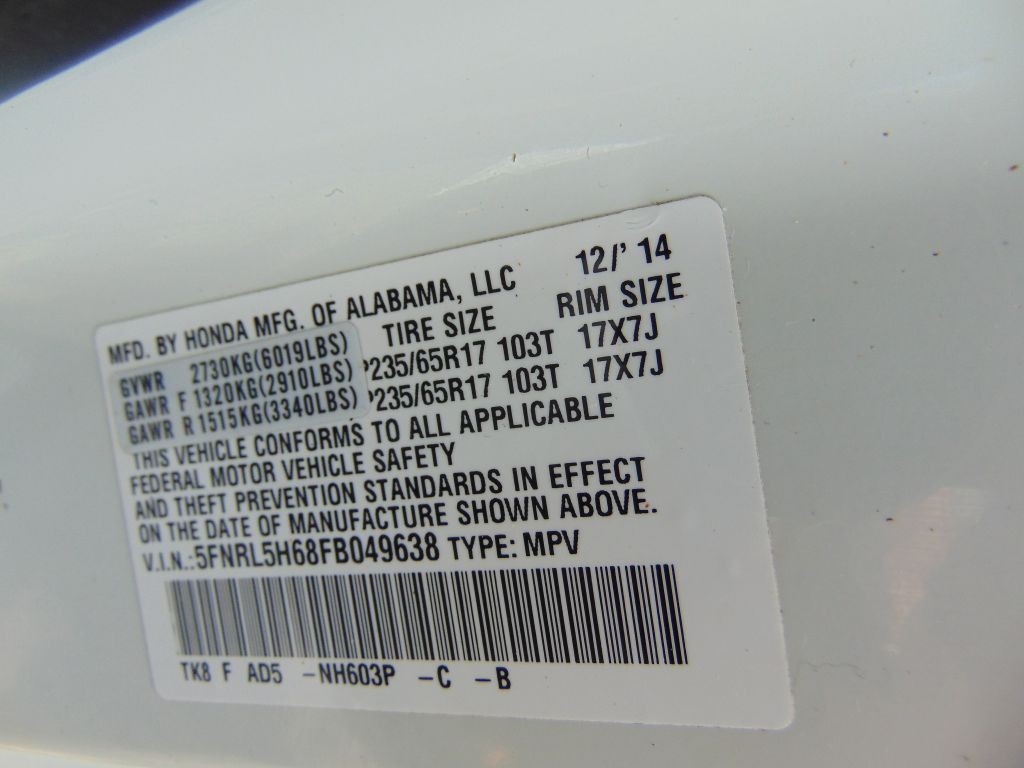 MFD. BY HONDA MFG. OF ALABAMA, LLC 12/' 14
TIRE SIZE RIM SIZE
GVWR 2730KG(6019LBS)
GAWR F 1320KG(2910LBS) P235/65R17 103T 17X7J
GAWR R 1515KG(3340LBS) P235/65R17 103T 17X7J
THIS VEHICLE CONFORMS TO ALL APPLICABLE
FEDERAL MOTOR VEHICLE SAFETY
AND THEFT PREVENTION STANDARDS IN EFFECT
ON THE DATE OF MANUFACTURE SHOWN ABOVE.
V.I.N.:5FNRL5H68FB049638 TYPE: MPV
TK8 F AD5 -NH603P -C -B